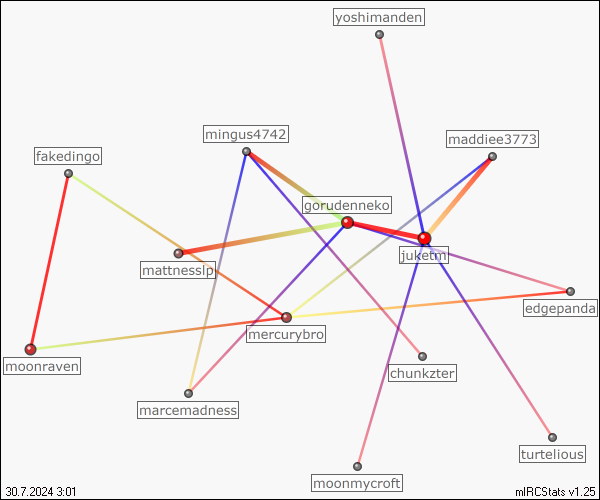 yoshimanden
mingus4742
maddiee3773
fakedingo
gorudenneko
juketm
mattnesslp
edgepanda
mercurybro
moonraven
chunkzter
marcemadness
turtelious
moonmycroft
30.7.2024 3:01
mIRCStats v1.25